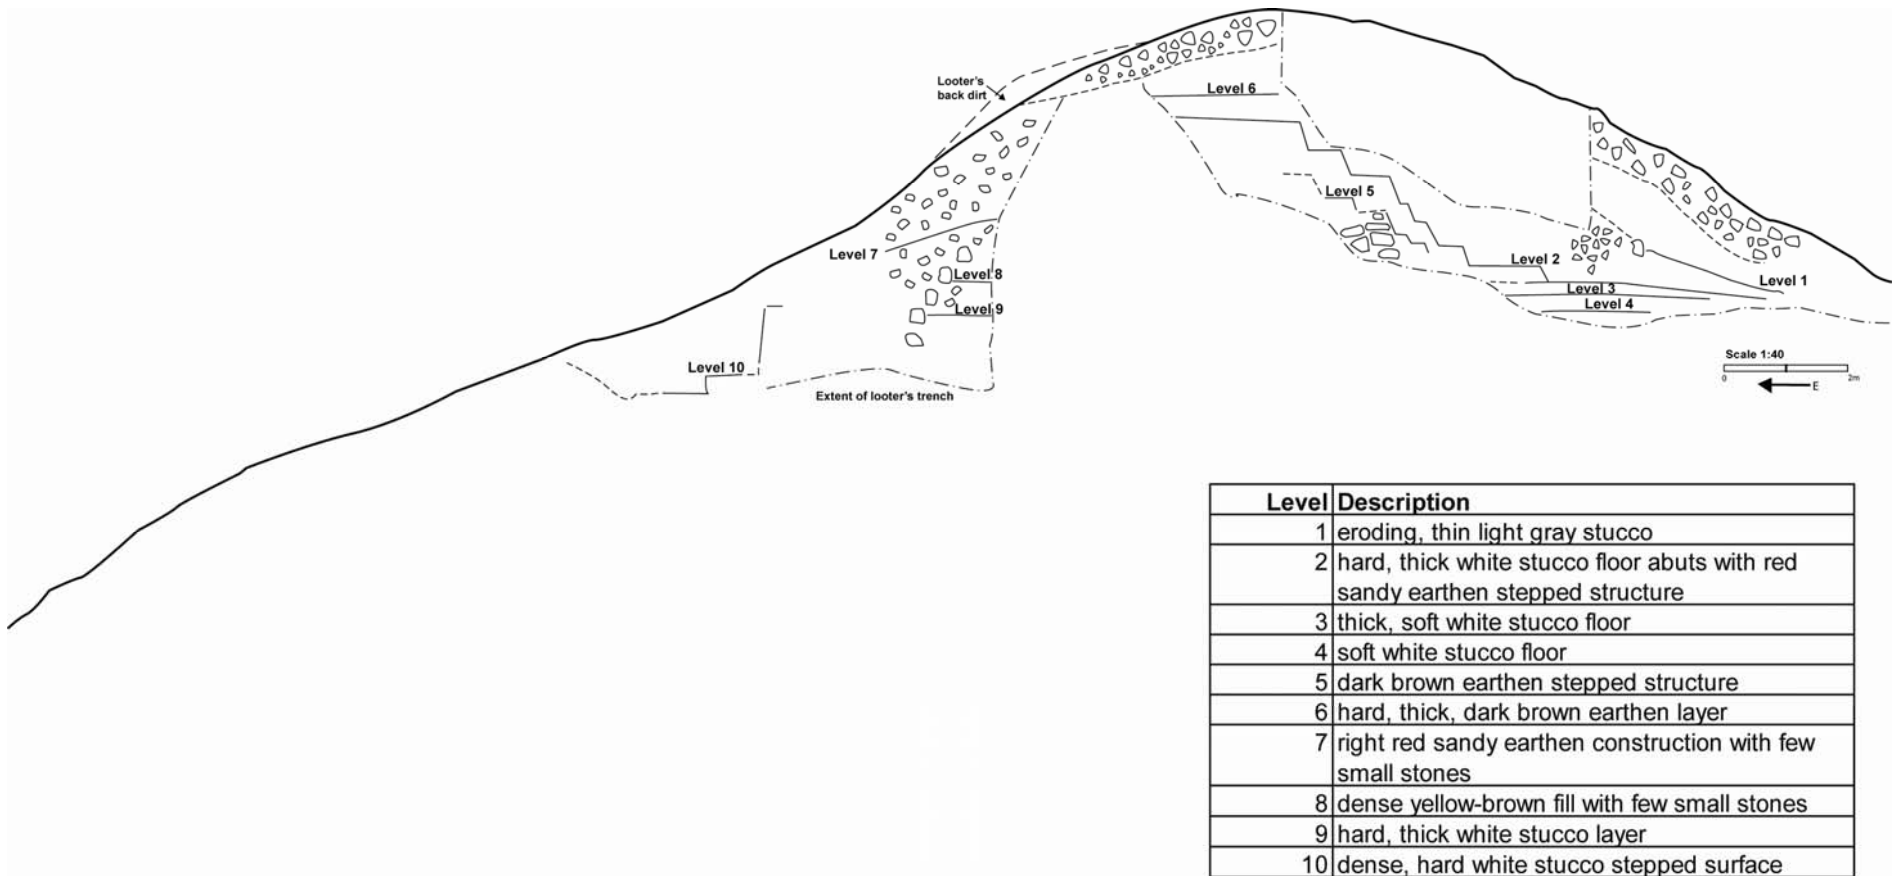 Looter's
back dirt
Level 6
Level 5
Level 7
Level 8
Level 2
Level 1
Level 3
Level 9
Level 4
Scale 1:40
Level 10
0
2m
E
Extent of looter's trench
Level Description
1 eroding, thin light gray stucco
2 hard, thick white stucco floor abuts with red
sandy earthen stepped structure
3 thick, soft white stucco floor
4 soft white stucco floor
5 dark brown earthen stepped structure
6 hard, thick, dark brown earthen layer
7 right red sandy earthen construction with few
small stones
8 dense yellow-brown fill with few small stones
9 hard, thick white stucco layer
10 dense, hard white stucco stepped surface